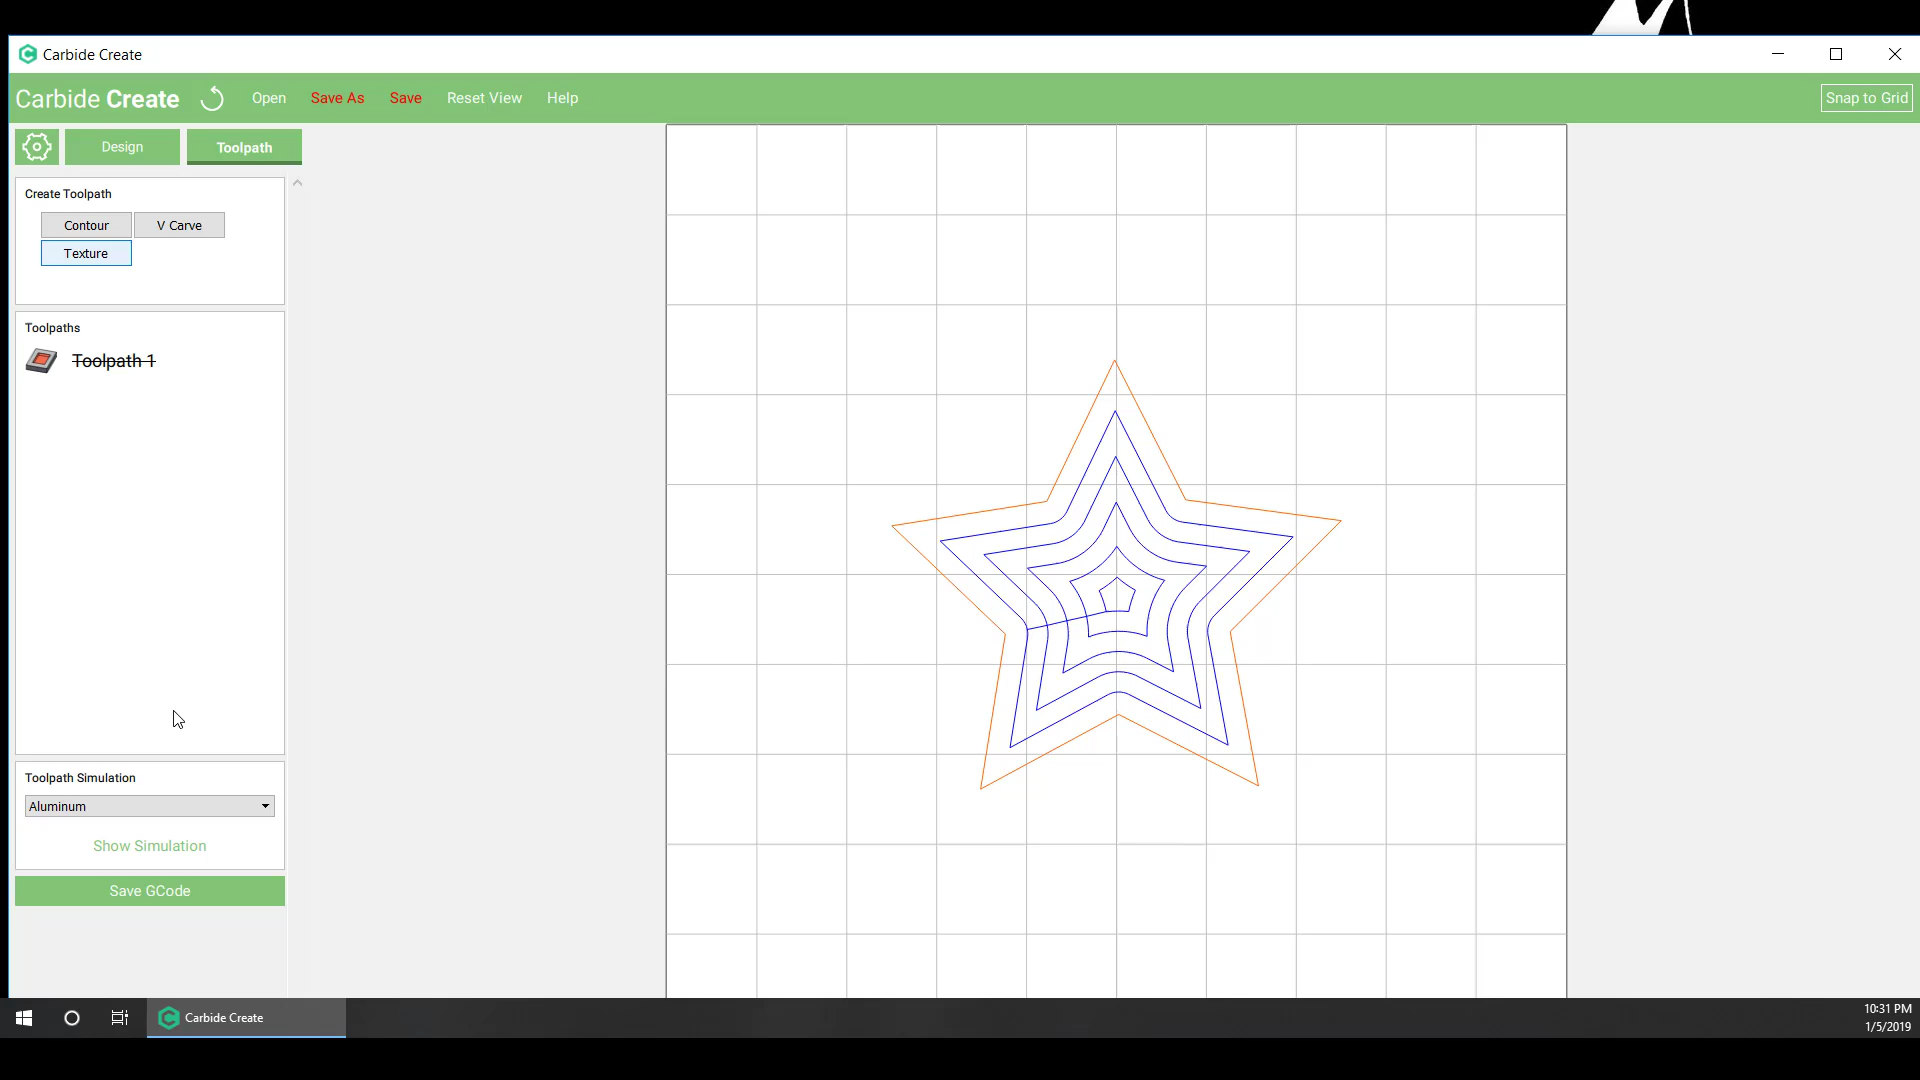 Carbide Create
Carbide Create Open Save As Save Reset View Help Snap to Grid
Design Toolpath
Create Toolpath
Contour V Carve
Texture
Toolpaths
Toolpath 1
Toolpath Simulation
Aluminum
Show Simulation
Save GCode
Carbide Create
10:31 PM
1/5/2019